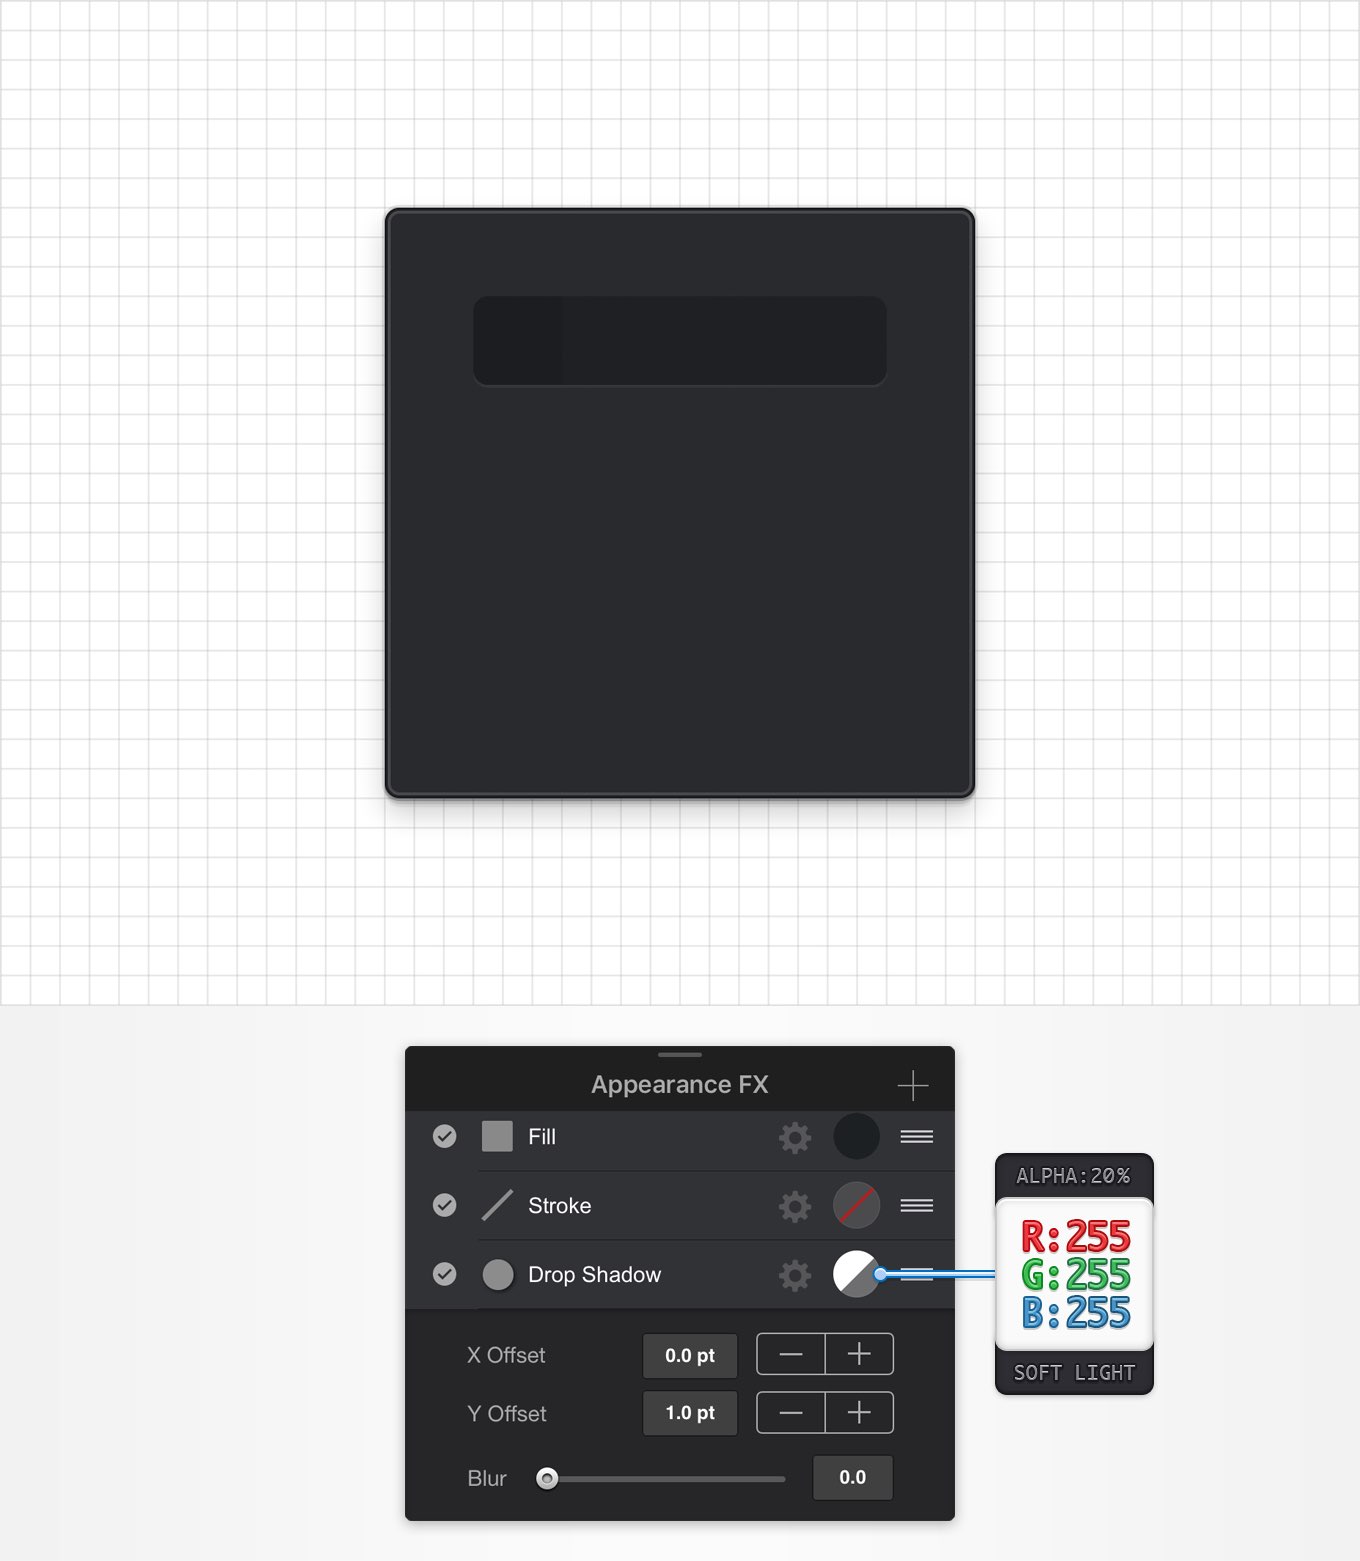 Appearance FX
Fill
Stroke
Drop Shadow
X Offset 0.0 pt
Y Offset 1.0 pt
Blur 0.0
ALPHA:20%
R:255
G:255
B:255
SOFT LIGHT